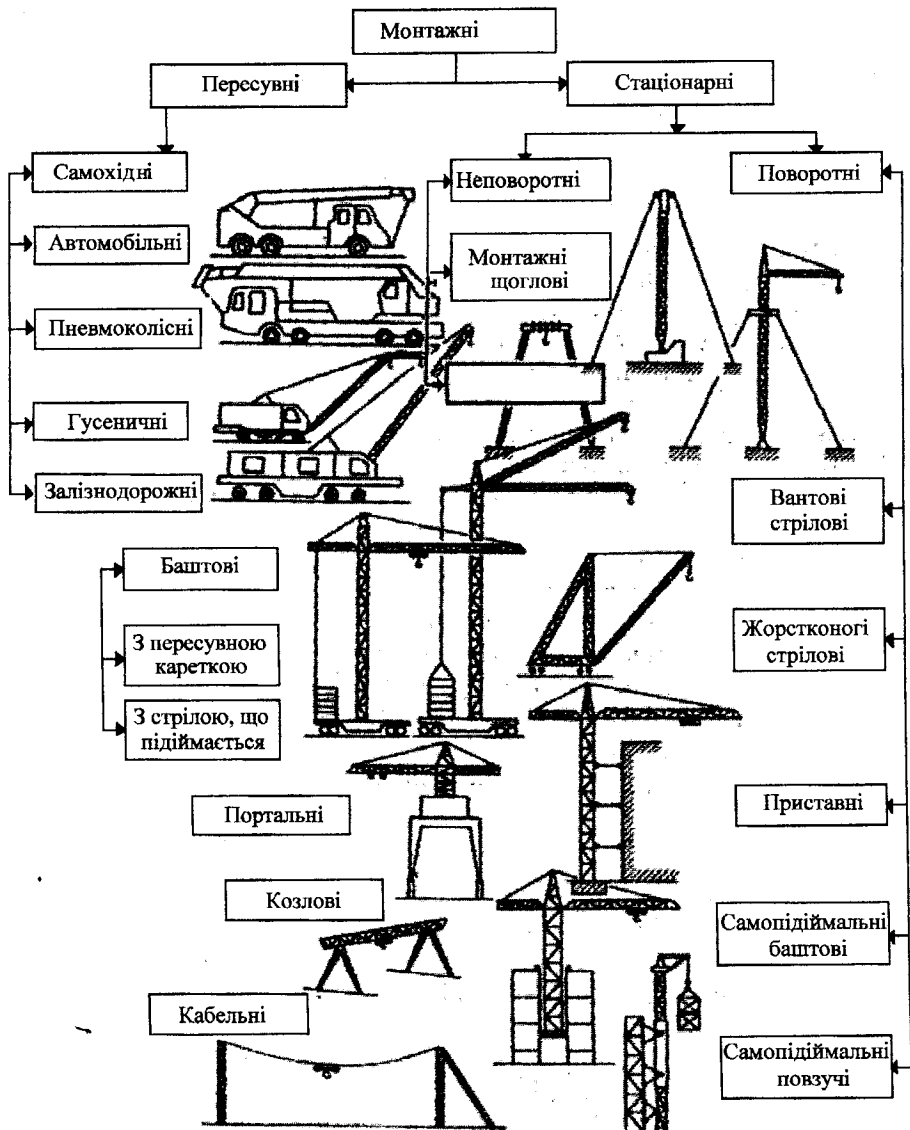 Монтажні
Пересувні
Стаціонарні
Самохідні
Неповоротні
Поворотні
Автомобільні
Монтажні
щоглові
Пневмоколісні
Гусеничні
Залізнодорожні
Вантові
стрілові
Баштові
З пересувною
кареткою
Жорстконогі
стрілові
З стрілою, що
підіймається
Портальні
Приставні
Козлові
Самопідіймальні
баштові
Кабельні
Самопідіймальні
повзучі